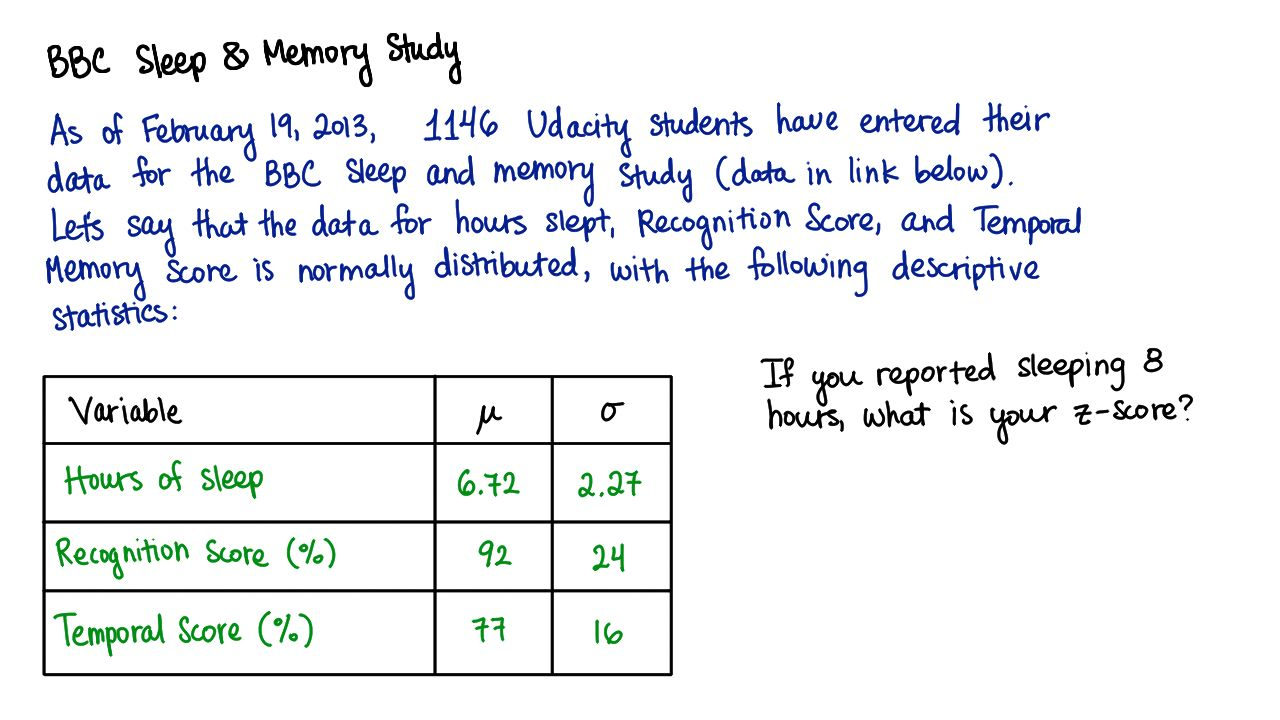 BBC Sleep & Memory Study
As of February 19, 2013, 1146 Udacity students have entered their
data for the BBC Sleep and memory Study (data in link below).
Let's say that the data for hours slept, Recognition Score, and Temporal
Memory Score is normally distributed, with the following descriptive
statistics:
If you reported sleeping 8
hours, what is your z-score?
Variable μ σ
Hours of sleep 6.72 2.27
Recognition Score (%) 92 24
Temporal Score (%) 77 16